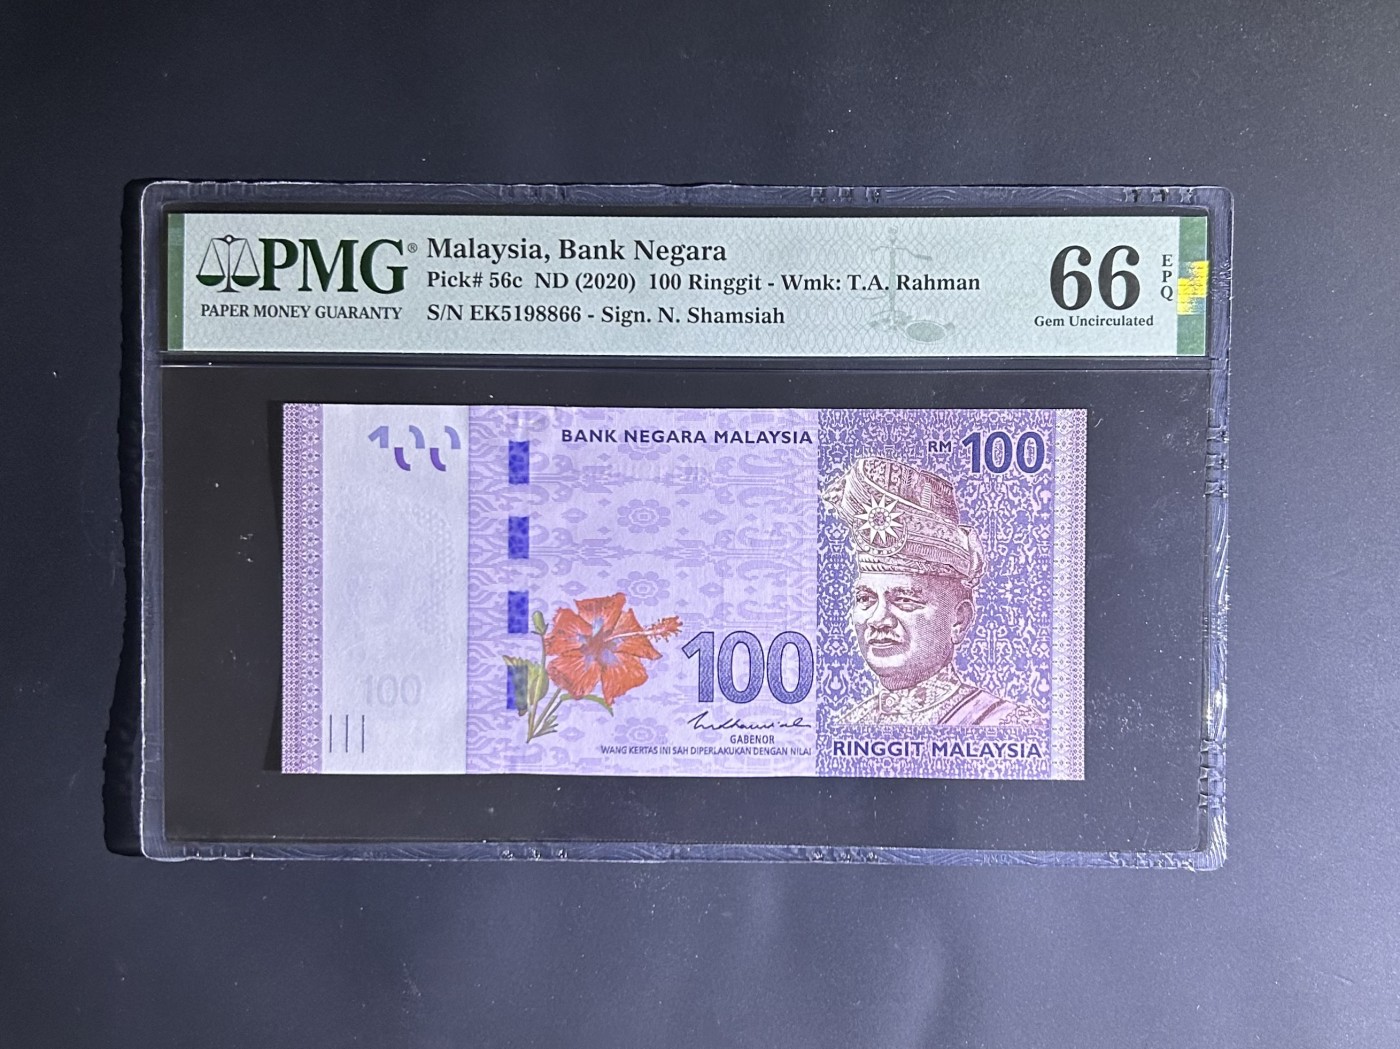 PMG®
PAPER MONEY GUARANTY
Malaysia, Bank Negara
Pick# 56c ND (2020) 100 Ringgit - Wmk: T.A. Rahman
S/N EK5198866 - Sign. N. Shamsiah
66
Gem Uncirculated
EPQ
100
BANK NEGARA MALAYSIA
RM 100
100
100
GABENOR
WANG KERTAS INI SAH DIPERLAKUKAN DENGAN NILAI
RINGGIT MALAYSIA